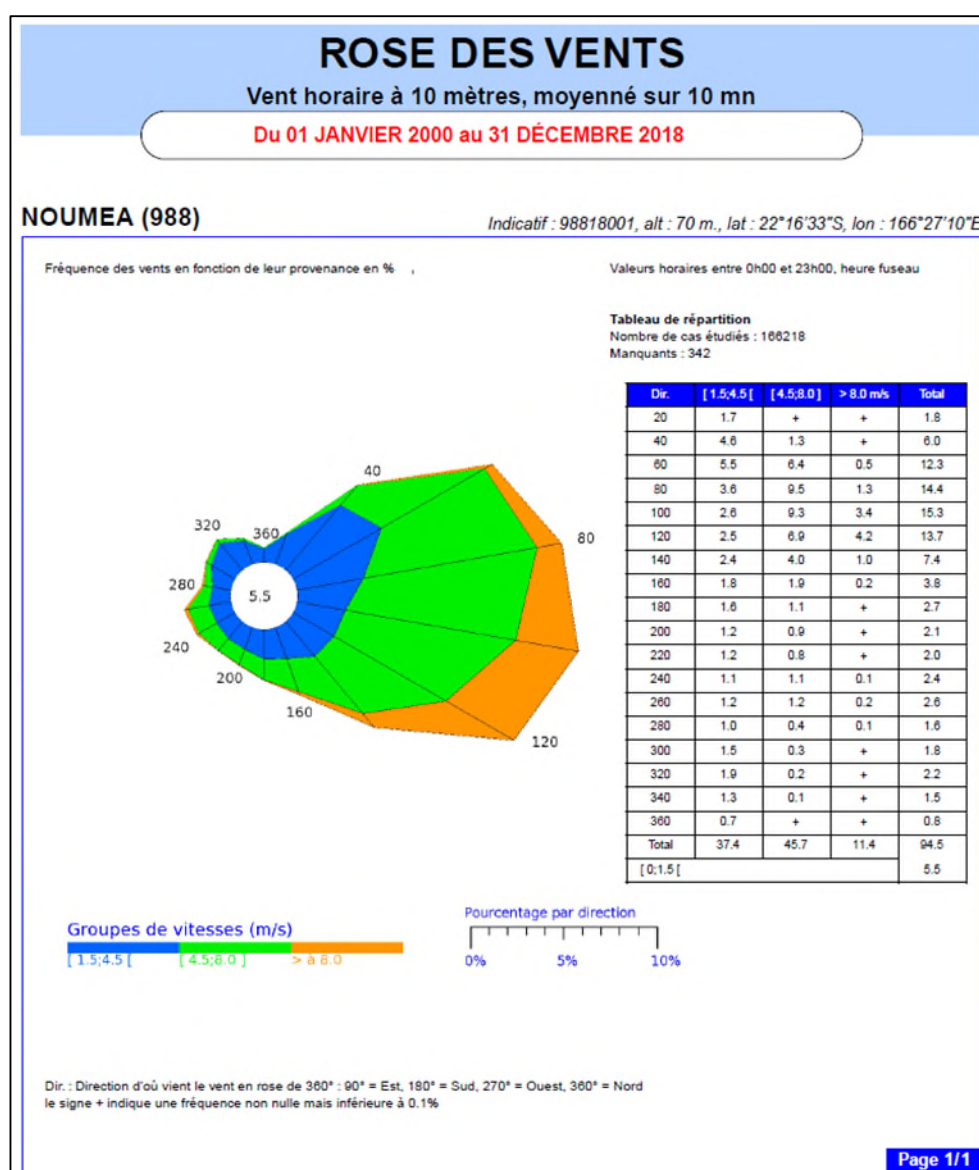 ROSE DES VENTS
Vent horaire à 10 mètres, moyenné sur 10 mn
Du 01 JANVIER 2000 au 31 DÉCEMBRE 2018
NOUMEA (988)
Indicatif : 98818001, alt : 70 m., lat : 22°16'33"S, lon : 166°27'10"E
Fréquence des vents en fonction de leur provenance en % ,
Valeurs horaires entre 0h00 et 23h00, heure fuseau
Tableau de répartition
Nombre de cas étudiés : 166218
Manquants : 342
Dir. [ 1.5;4.5 [ [ 4.5;8.0 ] > 8.0 m/s Total
20 1.7 + + 1.8
40 4.6 1.3 + 6.0
60 5.5 6.4 0.5 12.3
80 3.6 9.5 1.3 14.4
100 2.6 9.3 3.4 15.3
120 2.5 6.9 4.2 13.7
140 2.4 4.0 1.0 7.4
160 1.8 1.9 0.2 3.8
180 1.6 1.1 + 2.7
200 1.2 0.9 + 2.1
220 1.2 0.8 + 2.0
240 1.1 1.1 0.1 2.4
260 1.2 1.2 0.2 2.6
280 1.0 0.4 0.1 1.6
300 1.5 0.3 + 1.8
320 1.9 0.2 + 2.2
340 1.3 0.1 + 1.5
360 0.7 + + 0.8
Total 37.4 45.7 11.4 94.5
[ 0;1.5 [ 5.5
40
320
360
80
280
5.5
240
200
160
120
Groupes de vitesses (m/s)
[ 1.5;4.5 [ [ 4.5;8.0 ] > à 8.0
Pourcentage par direction
0% 5% 10%
Dir. : Direction d'où vient le vent en rose de 360° : 90° = Est, 180° = Sud, 270° = Ouest, 360° = Nord
le signe + indique une fréquence non nulle mais inférieure à 0.1%
Page 1/1